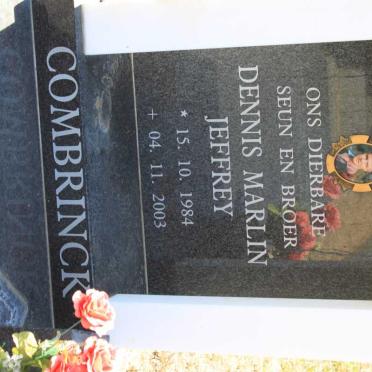 ONS DIERBARE
SEUN EN BROER
DENNIS MARLIN
JEFFREY
* 15. 10. 1984
+ 04. 11. 2003
COMBRINCK